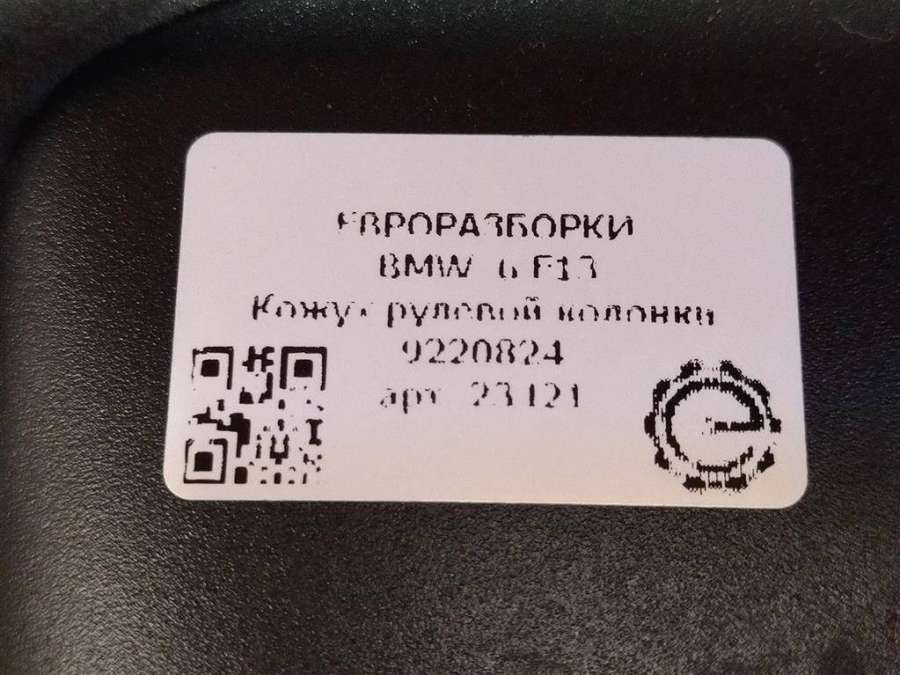 ЕВРОРАЗБОРКИ
BMW 6 F13
Кожух рулевой колонки
9220824
арт. 23121